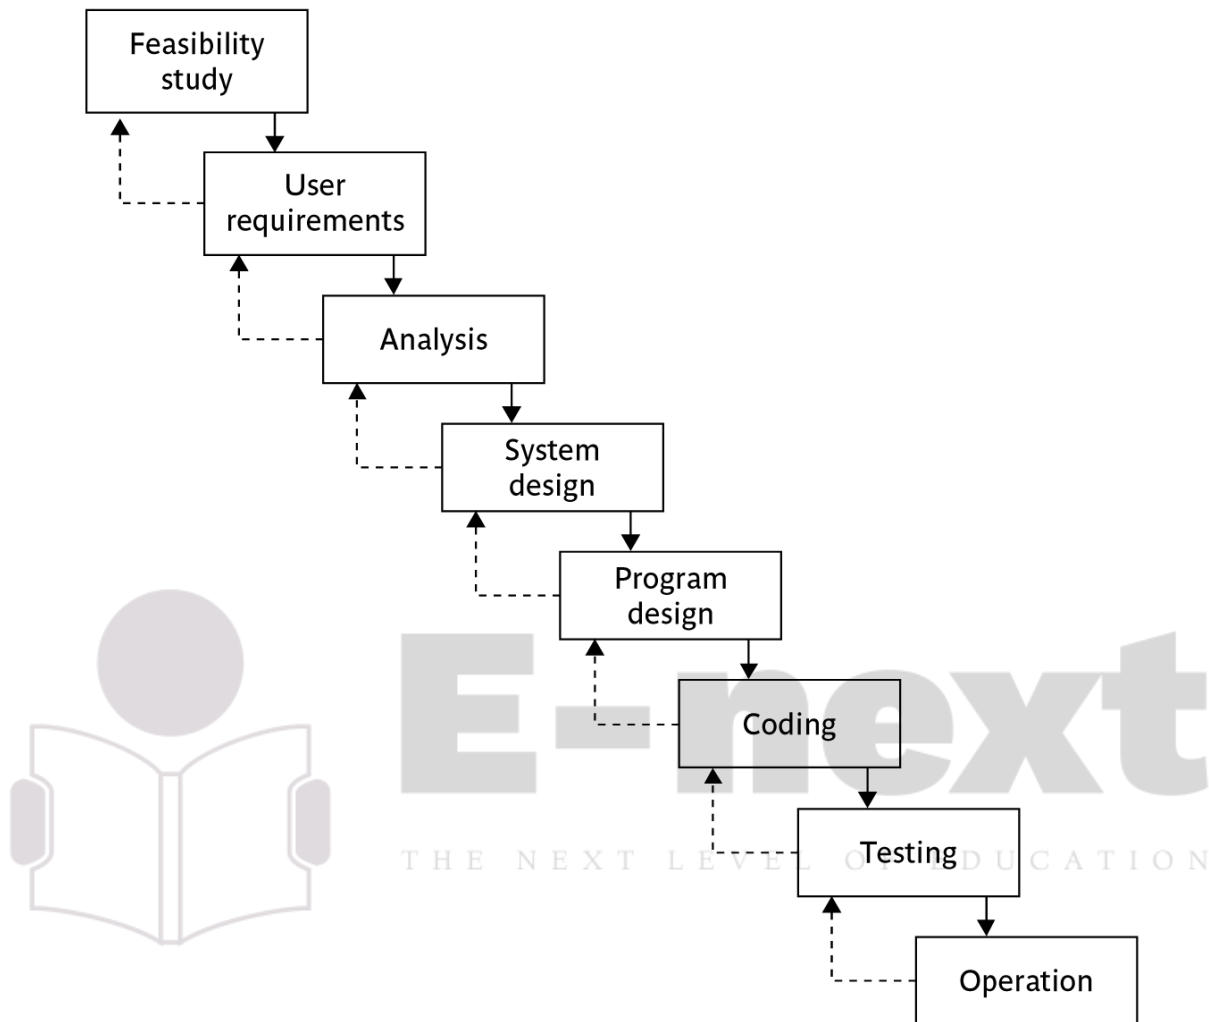 Feasibility
study
User
requirements
Analysis
System
design
Program
design
E-next
Coding
THE NEXT LEVEL OF EDUCATION
Testing
Operation